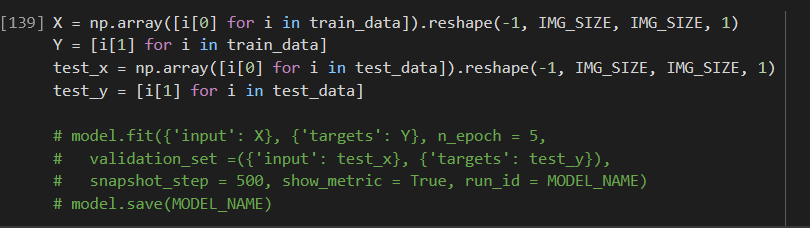 [139] X = np.array([i[0] for i in train_data]).reshape(-1, IMG_SIZE, IMG_SIZE, 1)
Y = [i[1] for i in train_data]
test_x = np.array([i[0] for i in test_data]).reshape(-1, IMG_SIZE, IMG_SIZE, 1)
test_y = [i[1] for i in test_data]
# model.fit({'input': X}, {'targets': Y}, n_epoch = 5,
#   validation_set =({'input': test_x}, {'targets': test_y}),
#   snapshot_step = 500, show_metric = True, run_id = MODEL_NAME)
# model.save(MODEL_NAME)